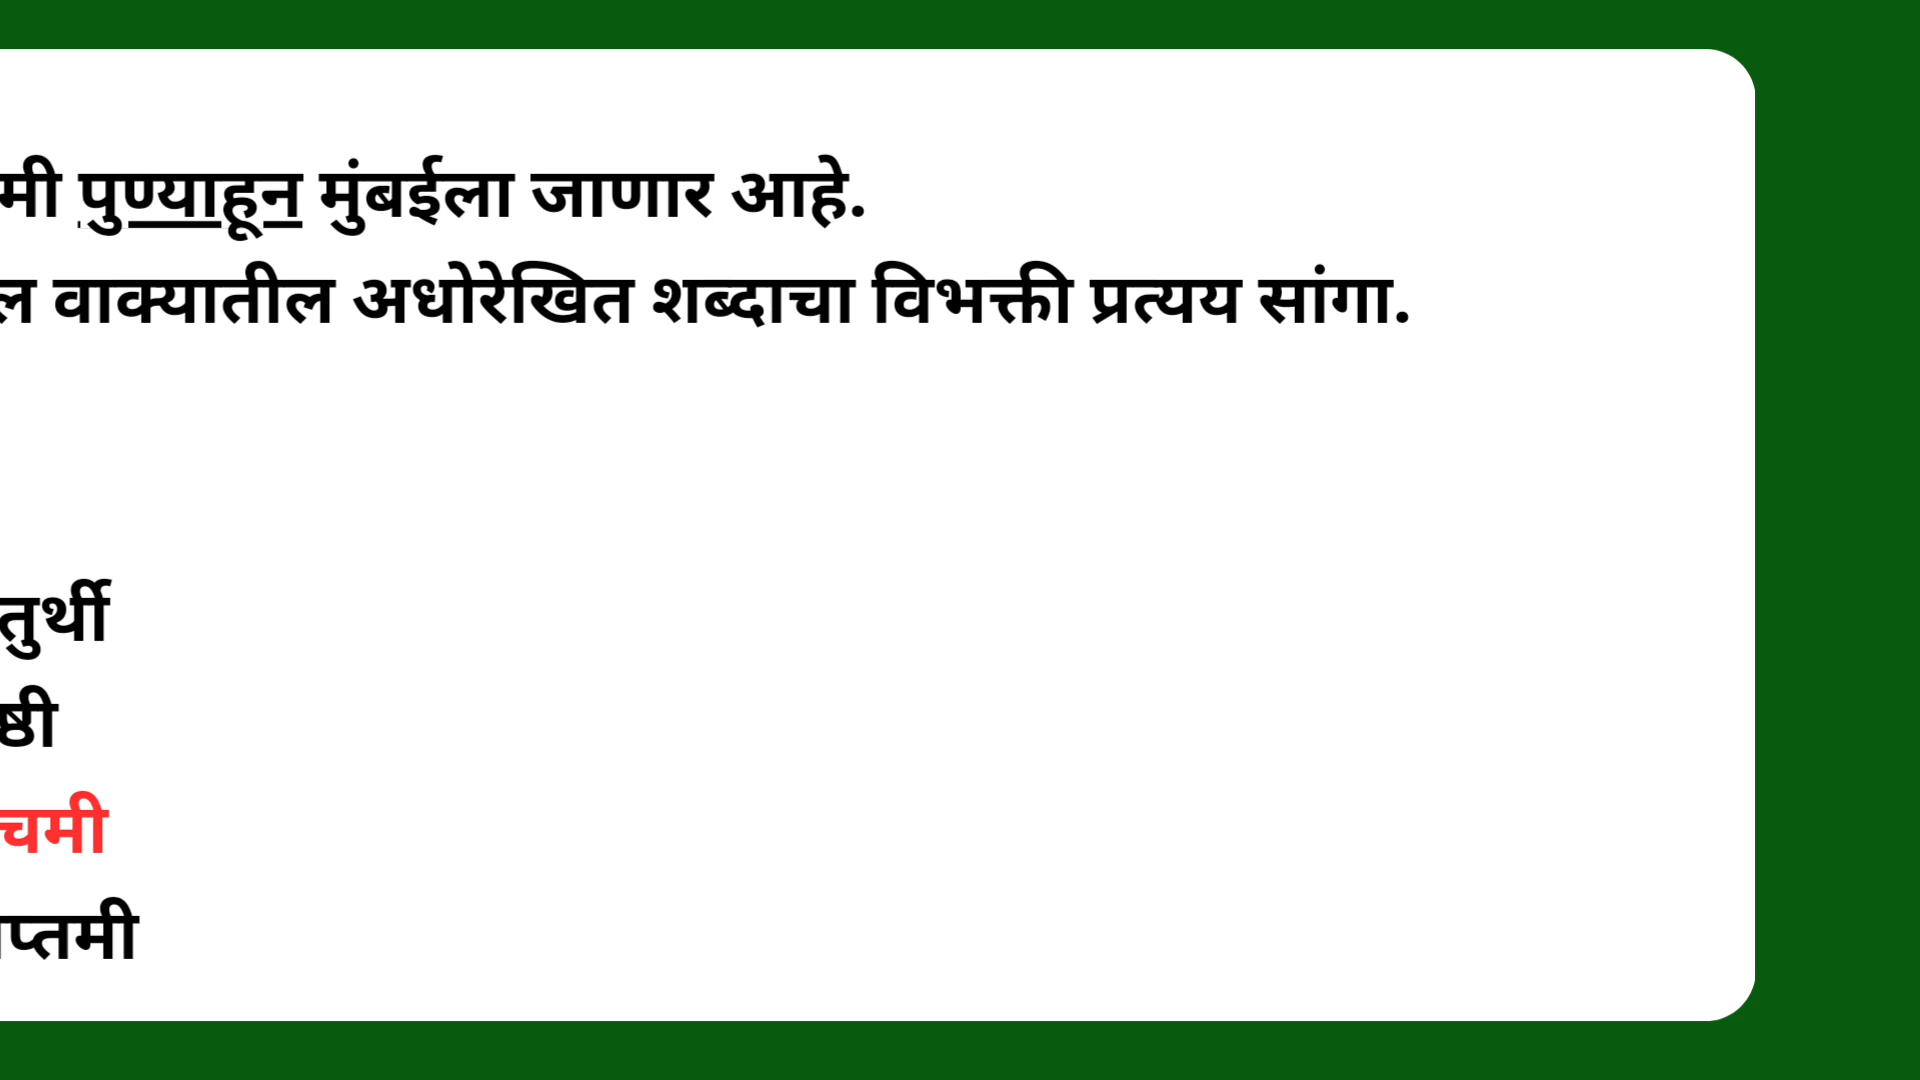 मी पुण्याहून मुंबईला जाणार आहे.
ल वाक्यातील अधोरेखित शब्दाचा विभक्ती प्रत्यय सांगा.
तुर्थी
ष्ठी
चमी
प्तमी